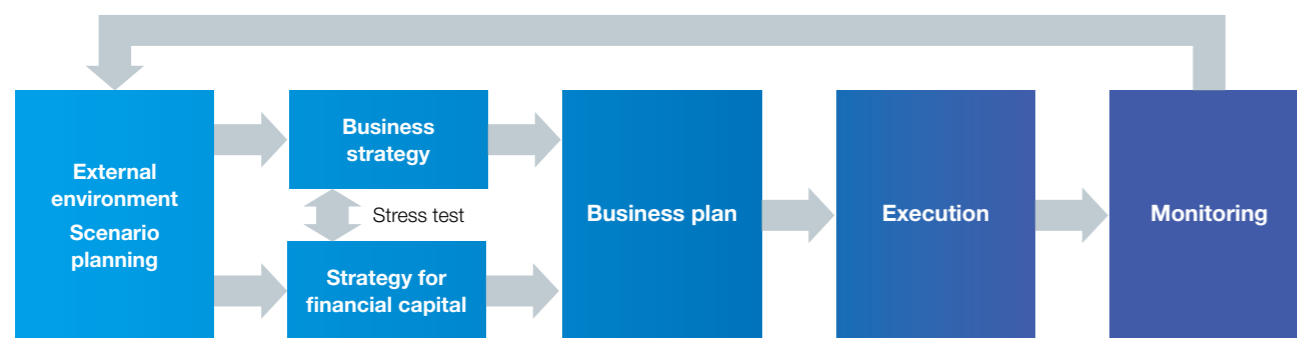 External
environment
Scenario
planning
Business
strategy
Stress test
Strategy for
financial capital
Business plan
Execution
Monitoring